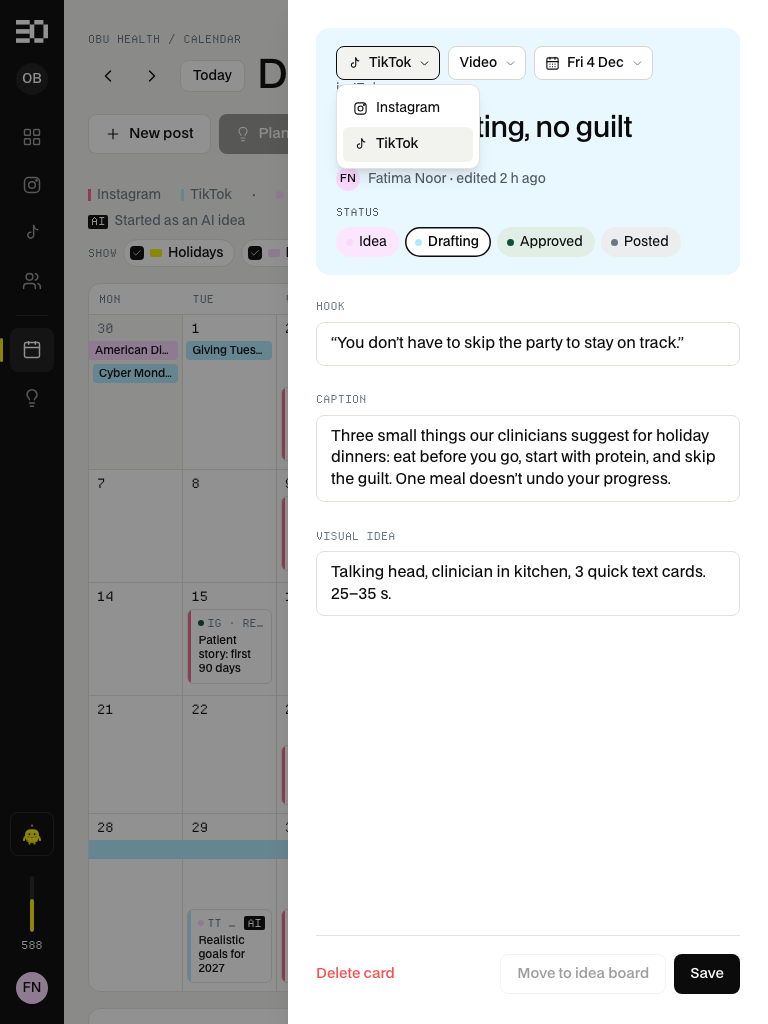 OBU HEALTH / CALENDAR
OB
Today
D
New post
Plan
Instagram
TikTok
·
AI Started as an AI idea
SHOW
Holidays
MON
TUE
30
1
American Di…
Giving Tues…
Cyber Mond…
7
8
14
15
IG · RE…
Patient
story: first
90 days
21
22
28
29
TT … AI
Realistic
goals for
2027
588
FN
TikTok
Video
Fri 4 Dec
Instagram
TikTok
ting, no guilt
FN
Fatima Noor · edited 2 h ago
STATUS
Idea
Drafting
Approved
Posted
HOOK
“You don’t have to skip the party to stay on track.”
CAPTION
Three small things our clinicians suggest for holiday
dinners: eat before you go, start with protein, and skip
the guilt. One meal doesn’t undo your progress.
VISUAL IDEA
Talking head, clinician in kitchen, 3 quick text cards.
25–35 s.
Delete card
Move to idea board
Save